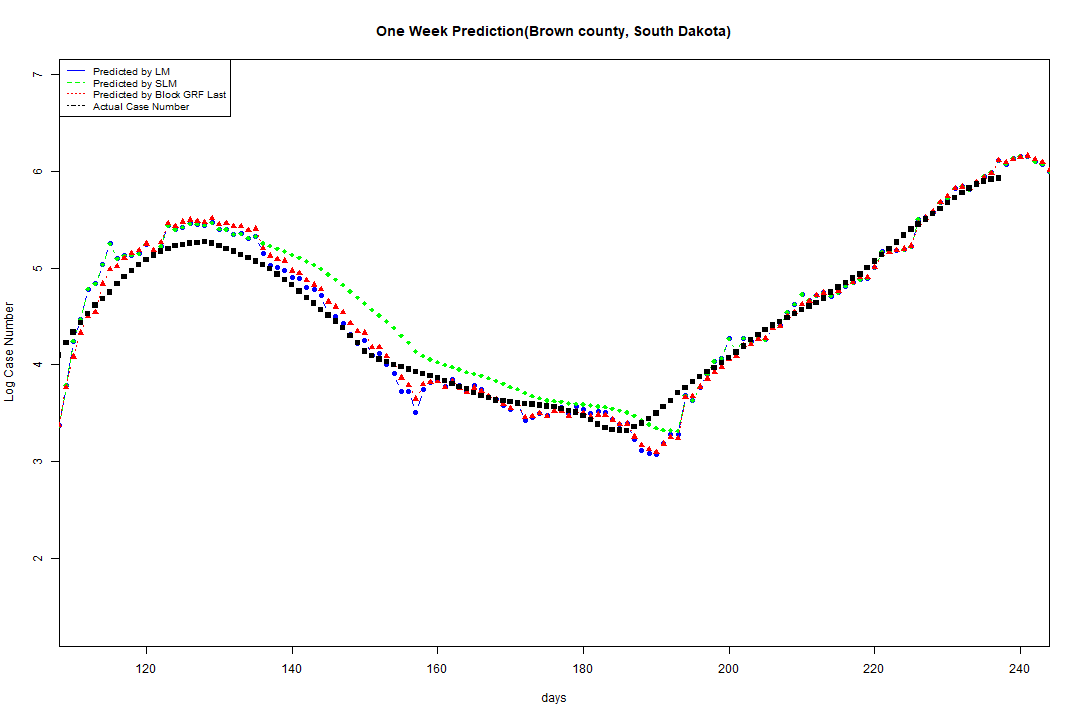 One Week Prediction(Brown county, South Dakota)
Predicted by LM
Predicted by SLM
Predicted by Block GRF Last
Actual Case Number
7
6
5
4
3
2
Log Case Number
120 140 160 180 200 220 240
days